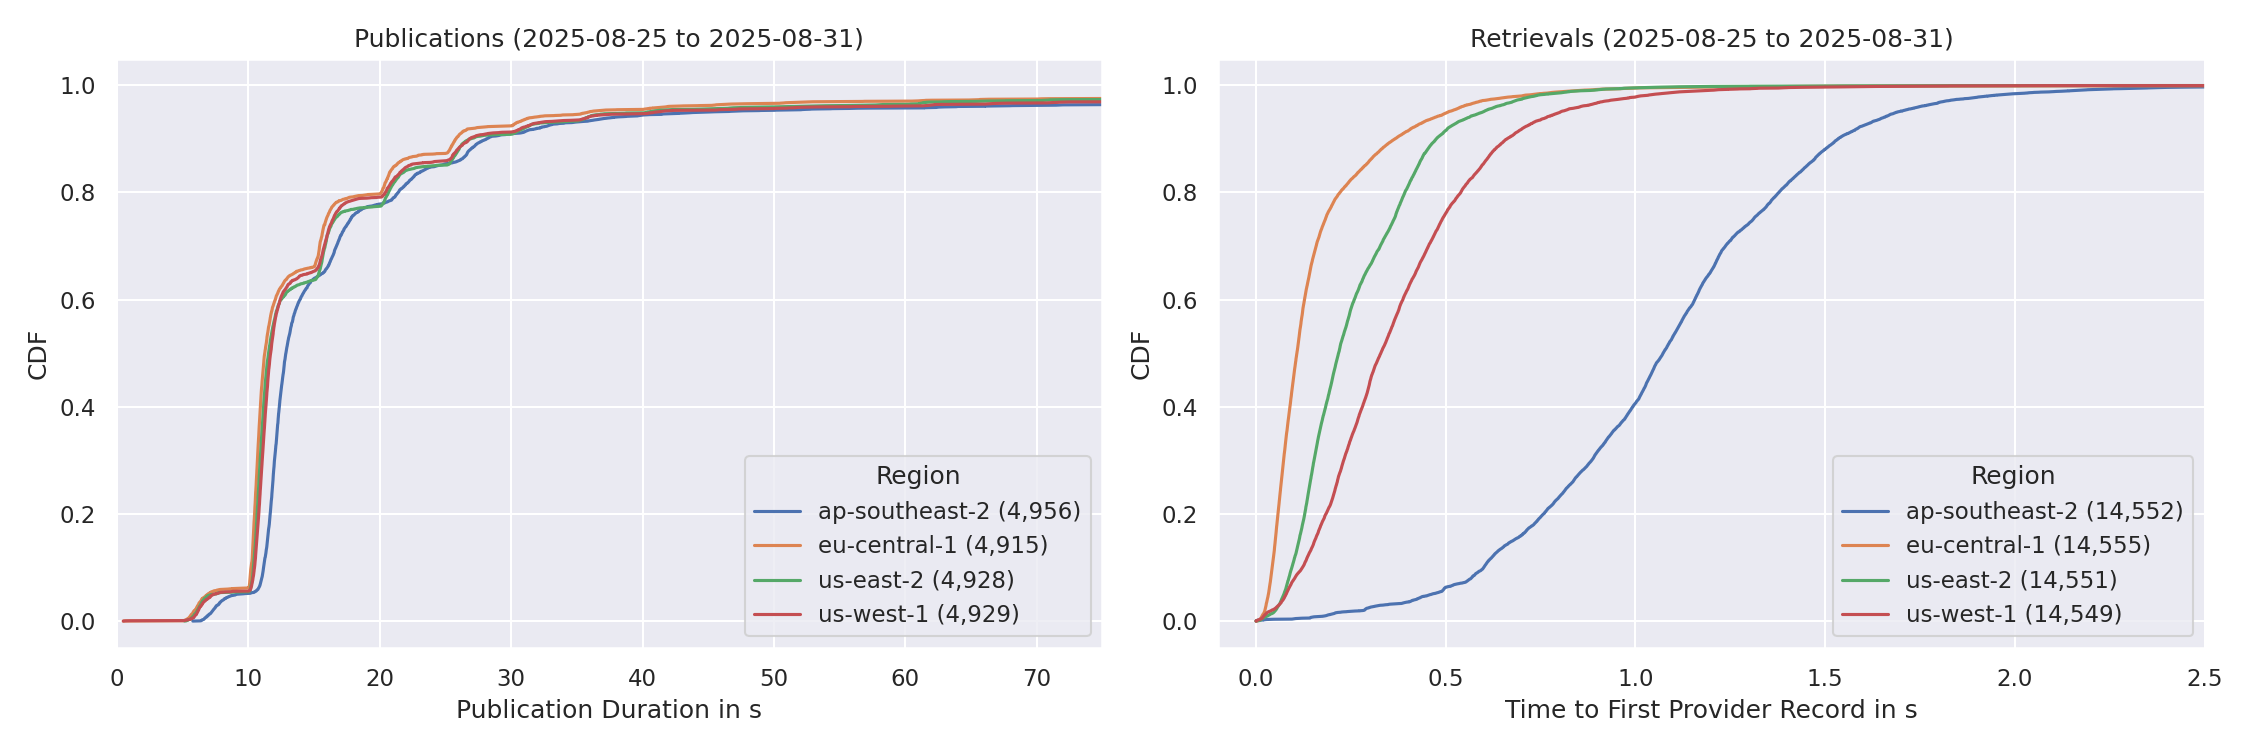 Publications (2025-08-25 to 2025-08-31)
1.0
0.8
0.6
0.4
0.2
0.0
CDF
0 10 20 30 40 50 60 70
Publication Duration in s
Region
ap-southeast-2 (4,956)
eu-central-1 (4,915)
us-east-2 (4,928)
us-west-1 (4,929)
Retrievals (2025-08-25 to 2025-08-31)
1.0
0.8
0.6
0.4
0.2
0.0
CDF
0.0 0.5 1.0 1.5 2.0 2.5
Time to First Provider Record in s
Region
ap-southeast-2 (14,552)
eu-central-1 (14,555)
us-east-2 (14,551)
us-west-1 (14,549)